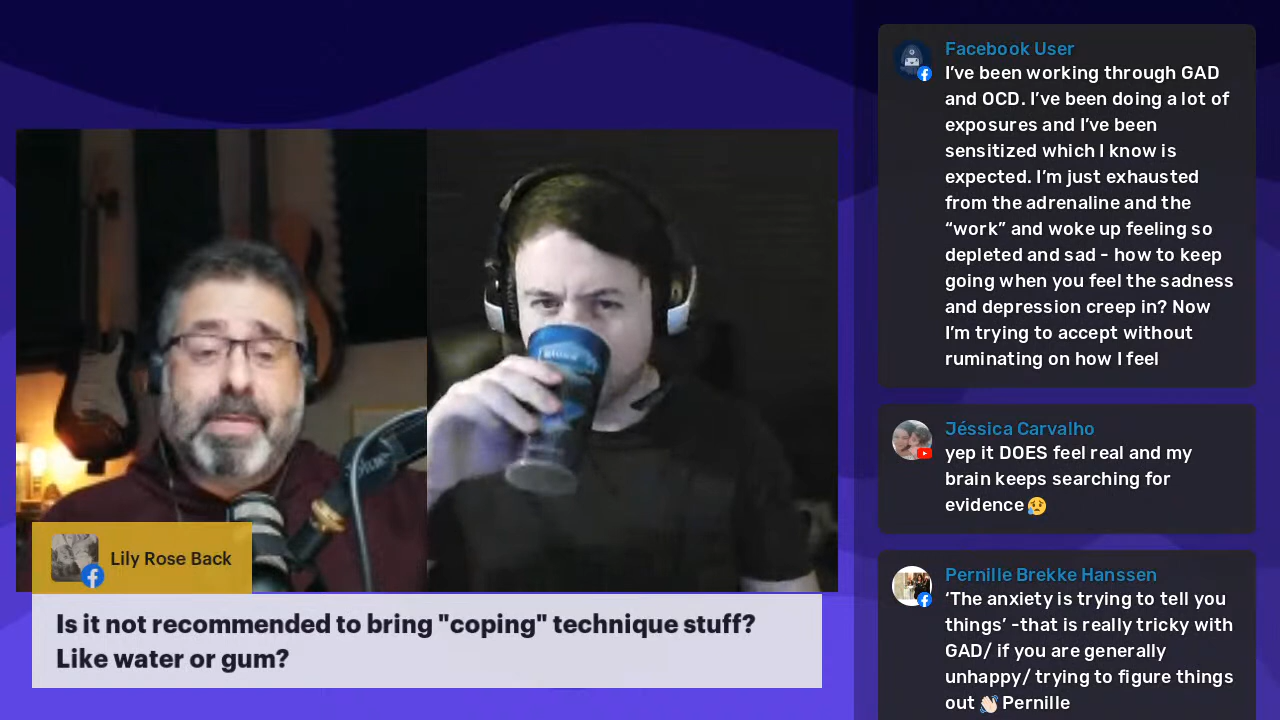 Facebook User
I’ve been working through GAD
and OCD. I’ve been doing a lot of
exposures and I’ve been
sensitized which I know is
expected. I’m just exhausted
from the adrenaline and the
“work” and woke up feeling so
depleted and sad - how to keep
going when you feel the sadness
and depression creep in? Now
I’m trying to accept without
ruminating on how I feel
Jéssica Carvalho
yep it DOES feel real and my
brain keeps searching for
evidence 😥
Pernille Brekke Hanssen
‘The anxiety is trying to tell you
things’ -that is really tricky with
GAD/ if you are generally
unhappy/ trying to figure things
out 👋🏻 Pernille
Lily Rose Back
Is it not recommended to bring "coping" technique stuff?
Like water or gum?